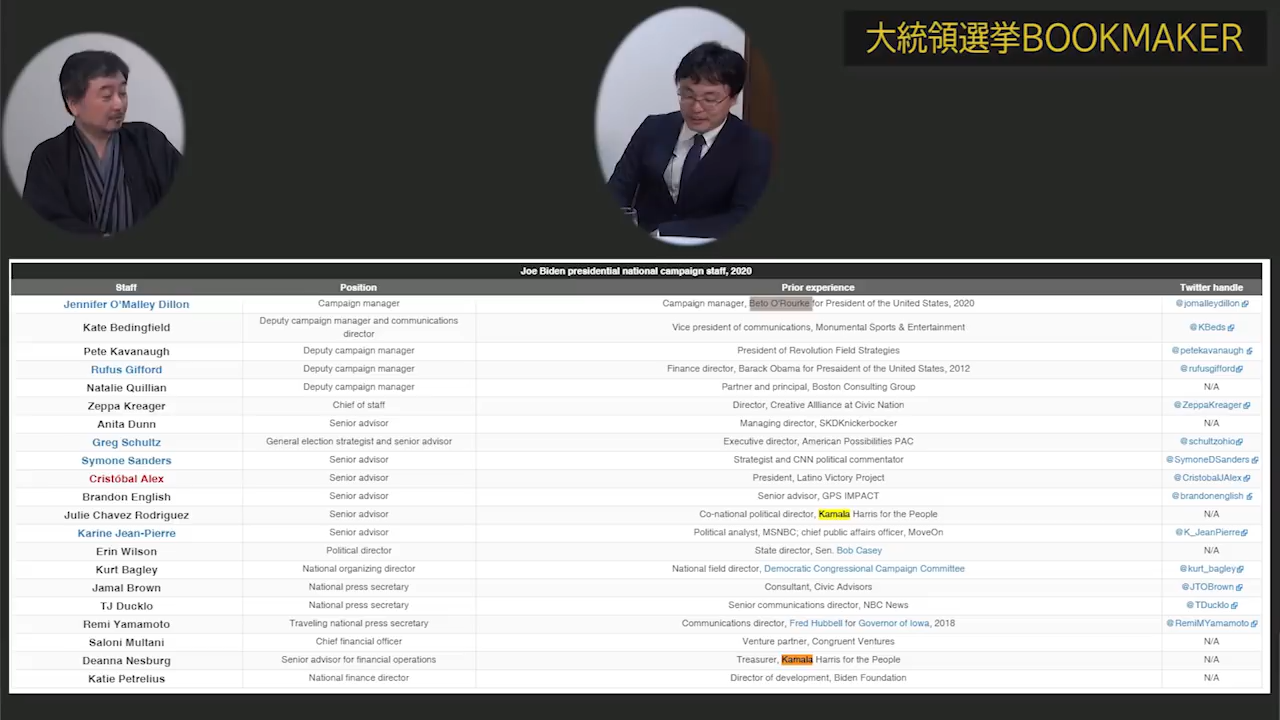 大統領選挙BOOKMAKER
Joe Biden presidential national campaign staff, 2020
Staff Position Prior experience Twitter handle
Jennifer O'Malley Dillon Campaign manager Campaign manager, Beto O'Rourke for President of the United States, 2020 @jomalleydillon
Kate Bedingfield Deputy campaign manager and communications director Vice president of communications, Monumental Sports & Entertainment @KBeds
Pete Kavanaugh Deputy campaign manager President of Revolution Field Strategies @petekavanaugh
Rufus Gifford Deputy campaign manager Finance director, Barack Obama for President of the United States, 2012 @rufusgifford
Natalie Quillian Deputy campaign manager Partner and principal, Boston Consulting Group N/A
Zeppa Kreager Chief of staff Director, Creative Allliance at Civic Nation @ZeppaKreager
Anita Dunn Senior advisor Managing director, SKDKnickerbocker N/A
Greg Schultz General election strategist and senior advisor Executive director, American Possibilities PAC @schultzohio
Symone Sanders Senior advisor Strategist and CNN political commentator @SymoneDSanders
Cristóbal Alex Senior advisor President, Latino Victory Project @CristobalJAlex
Brandon English Senior advisor Senior advisor, GPS IMPACT @brandonenglish
Julie Chavez Rodriguez Senior advisor Co-national political director, Kamala Harris for the People N/A
Karine Jean-Pierre Senior advisor Political analyst, MSNBC; chief public affairs officer, MoveOn @K_JeanPierre
Erin Wilson Political director State director, Sen. Bob Casey N/A
Kurt Bagley National organizing director National field director, Democratic Congressional Campaign Committee @kurt_bagley
Jamal Brown National press secretary Consultant, Civic Advisors @JTOBrown
TJ Ducklo National press secretary Senior communications director, NBC News @TDucklo
Remi Yamamoto Traveling national press secretary Communications director, Fred Hubbell for Governor of Iowa, 2018 @RemiMYamamoto
Saloni Multani Chief financial officer Venture partner, Congruent Ventures N/A
Deanna Nesburg Senior advisor for financial operations Treasurer, Kamala Harris for the People N/A
Katie Petrelius National finance director Director of development, Biden Foundation N/A